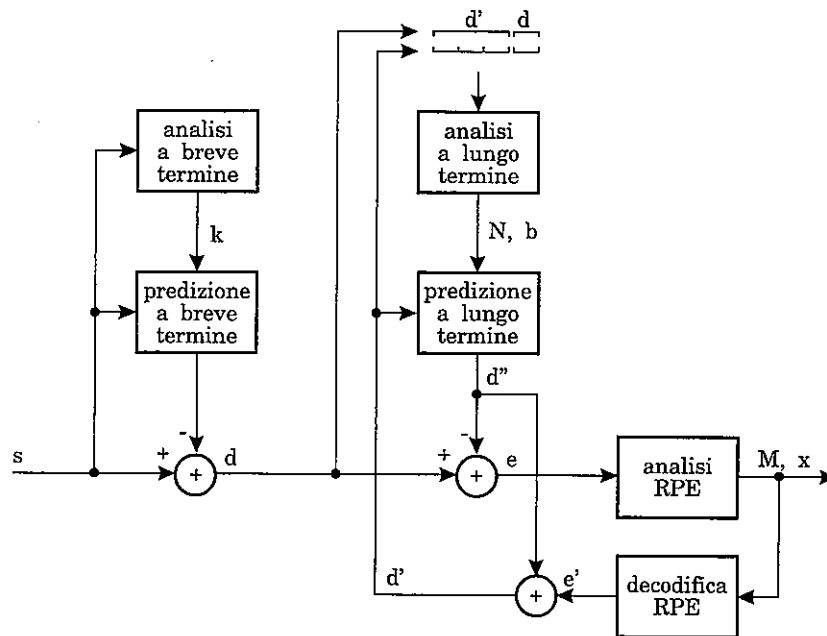 d' d
analisi
a breve
termine
analisi
a lungo
termine
k
N, b
predizione
a breve
termine
predizione
a lungo
termine
d"
-
-
s
+
+
d
+
+
e
analisi
RPE
M, x
d'
+
e'
decodifica
RPE